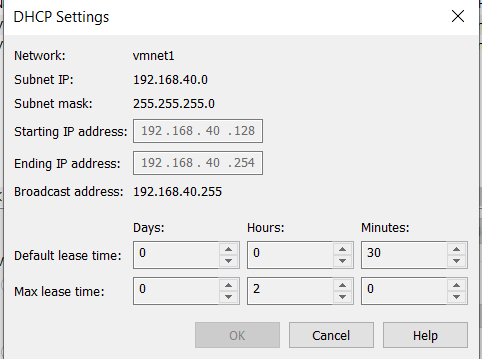 DHCP Settings
Network: vmnet1
Subnet IP: 192.168.40.0
Subnet mask: 255.255.255.0
Starting IP address: 192 . 168 . 40 . 128
Ending IP address: 192 . 168 . 40 . 254
Broadcast address: 192.168.40.255
Days: Hours: Minutes:
Default lease time: 0 0 30
Max lease time: 0 2 0
OK Cancel Help